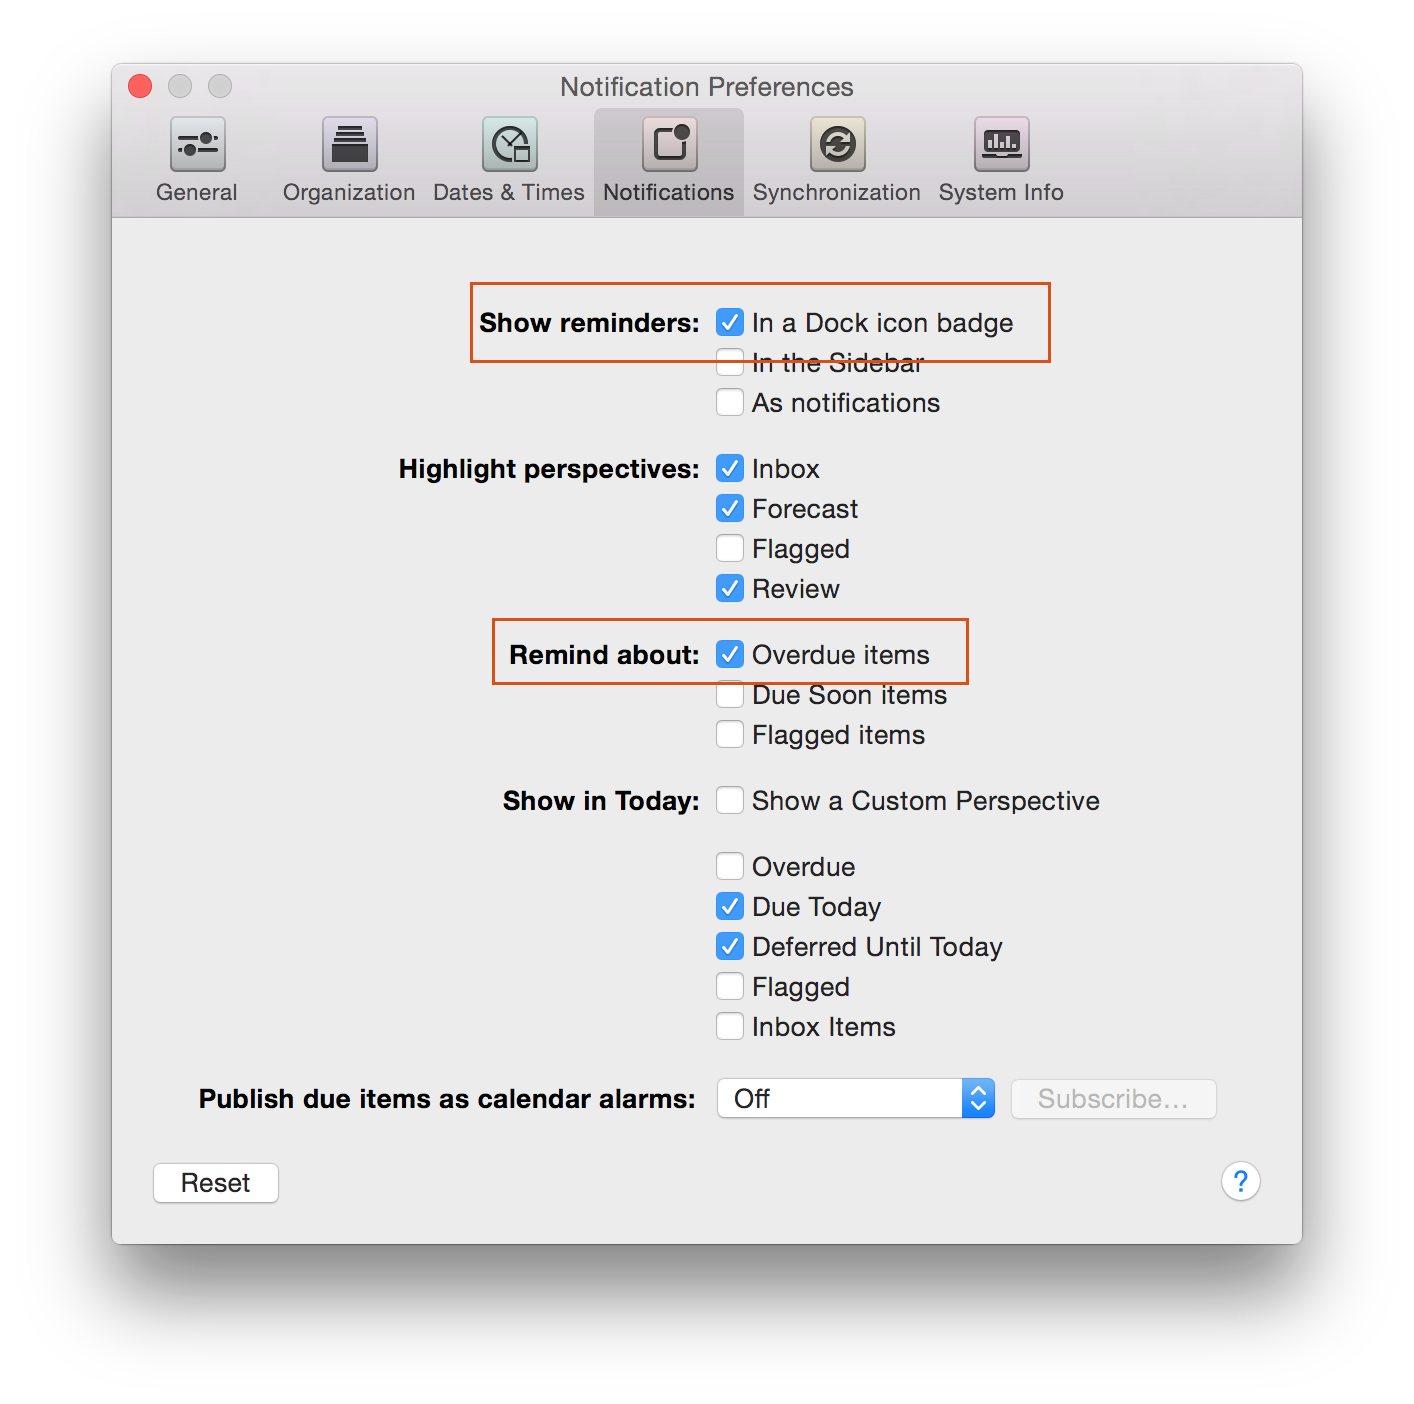 Notification Preferences
General Organization Dates & Times Notifications Synchronization System Info
Show reminders: In a Dock icon badge
In the Sidebar
As notifications
Highlight perspectives: Inbox
Forecast
Flagged
Review
Remind about: Overdue items
Due Soon items
Flagged items
Show in Today: Show a Custom Perspective
Overdue
Due Today
Deferred Until Today
Flagged
Inbox Items
Publish due items as calendar alarms: Off Subscribe...
Reset ?